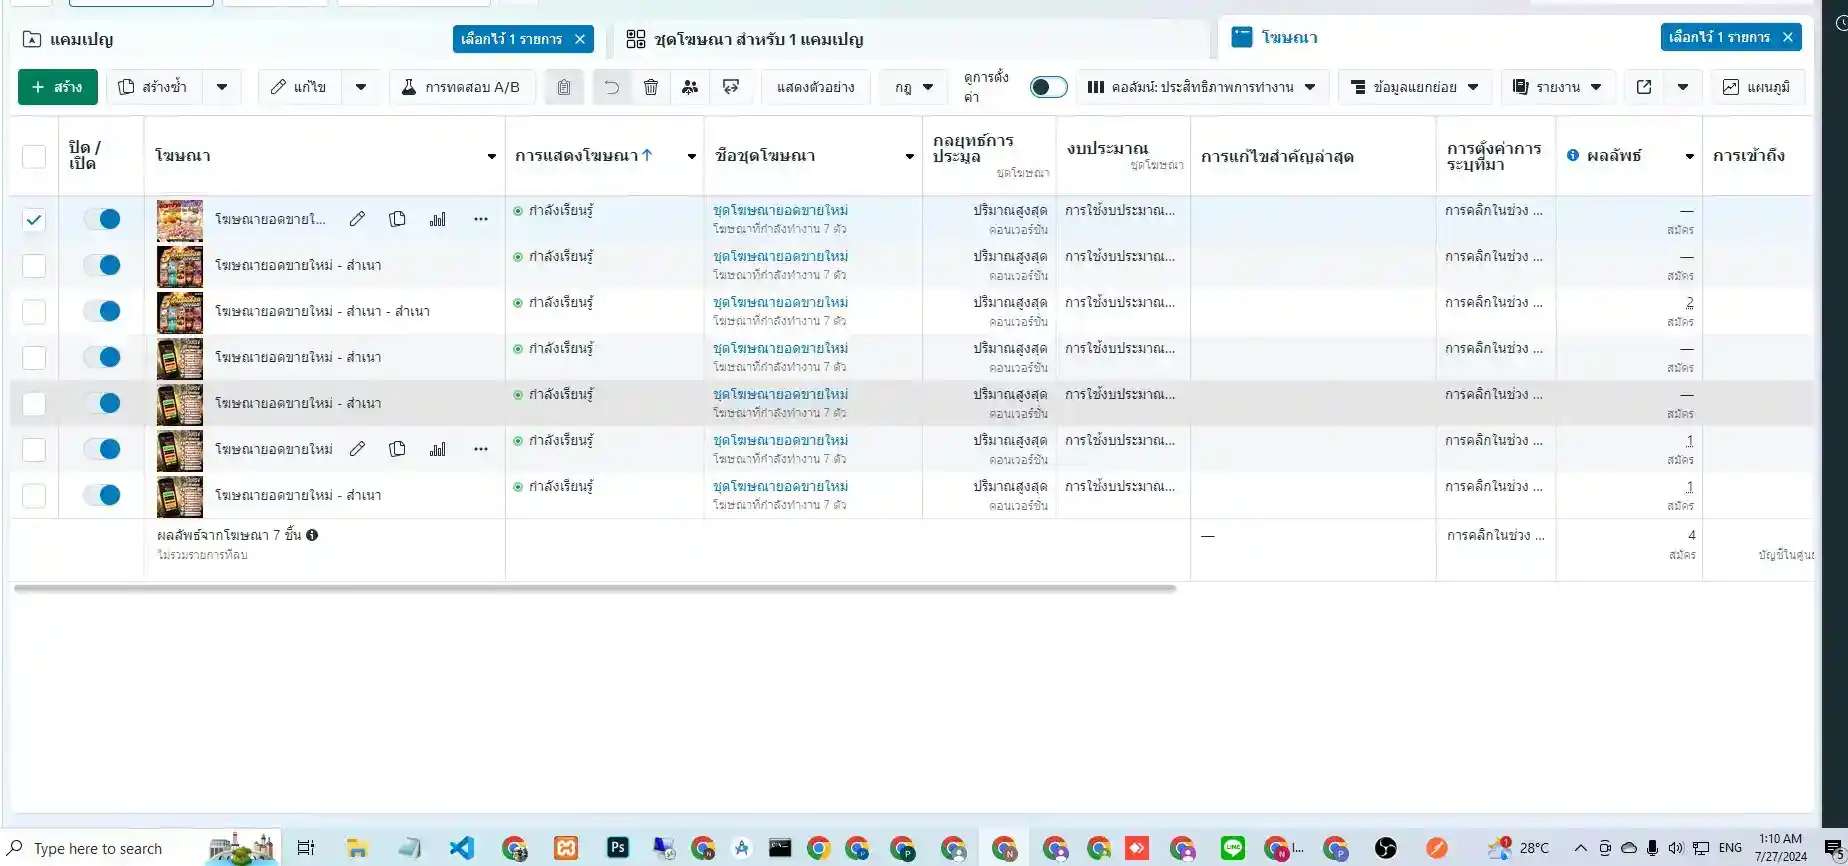 แคมเปญ
เลือกไว้ 1 รายการ ×
ชุดโฆษณา สำหรับ 1 แคมเปญ
โฆษณา
เลือกไว้ 1 รายการ ×
+ สร้าง
สร้างซ้ำ
แก้ไข
การทดสอบ A/B
แสดงตัวอย่าง
กฎ
ดูการตั้ง
ค่า
คอลัมน์: ประสิทธิภาพการทำงาน
ข้อมูลแยกย่อย
รายงาน
แผนภูมิ
ปิด /
เปิด
โฆษณา
การแสดงโฆษณา ↑
ชื่อชุดโฆษณา
กลยุทธ์การ
ประมูล
ชุดโฆษณา
งบประมาณ
ชุดโฆษณา
การแก้ไขสำคัญล่าสุด
การตั้งค่าการ
ระบุที่มา
ผลลัพธ์
การเข้าถึง
โฆษณายอดขายใ...
กำลังเรียนรู้
ชุดโฆษณายอดขายใหม่
โฆษณาที่กำลังทำงาน 7 ตัว
ปริมาณสูงสุด
คอนเวอร์ชัน
การใช้งบประมาณ...
การคลิกในช่วง ...
—
สมัคร
โฆษณายอดขายใหม่ - สำเนา
กำลังเรียนรู้
ชุดโฆษณายอดขายใหม่
โฆษณาที่กำลังทำงาน 7 ตัว
ปริมาณสูงสุด
คอนเวอร์ชัน
การใช้งบประมาณ...
การคลิกในช่วง ...
—
สมัคร
โฆษณายอดขายใหม่ - สำเนา - สำเนา
กำลังเรียนรู้
ชุดโฆษณายอดขายใหม่
โฆษณาที่กำลังทำงาน 7 ตัว
ปริมาณสูงสุด
คอนเวอร์ชัน
การใช้งบประมาณ...
การคลิกในช่วง ...
2
สมัคร
โฆษณายอดขายใหม่ - สำเนา
กำลังเรียนรู้
ชุดโฆษณายอดขายใหม่
โฆษณาที่กำลังทำงาน 7 ตัว
ปริมาณสูงสุด
คอนเวอร์ชัน
การใช้งบประมาณ...
การคลิกในช่วง ...
—
สมัคร
โฆษณายอดขายใหม่ - สำเนา
กำลังเรียนรู้
ชุดโฆษณายอดขายใหม่
โฆษณาที่กำลังทำงาน 7 ตัว
ปริมาณสูงสุด
คอนเวอร์ชัน
การใช้งบประมาณ...
การคลิกในช่วง ...
—
สมัคร
โฆษณายอดขายใหม่
กำลังเรียนรู้
ชุดโฆษณายอดขายใหม่
โฆษณาที่กำลังทำงาน 7 ตัว
ปริมาณสูงสุด
คอนเวอร์ชัน
การใช้งบประมาณ...
การคลิกในช่วง ...
1
สมัคร
โฆษณายอดขายใหม่ - สำเนา
กำลังเรียนรู้
ชุดโฆษณายอดขายใหม่
โฆษณาที่กำลังทำงาน 7 ตัว
ปริมาณสูงสุด
คอนเวอร์ชัน
การใช้งบประมาณ...
การคลิกในช่วง ...
1
สมัคร
ผลลัพธ์จากโฆษณา 7 ชิ้น
ไม่รวมรายการที่ลบ
—
การคลิกในช่วง ...
4
สมัคร
Type here to search
Ps
LINE
28°C
ENG
1:10 AM
7/27/2024